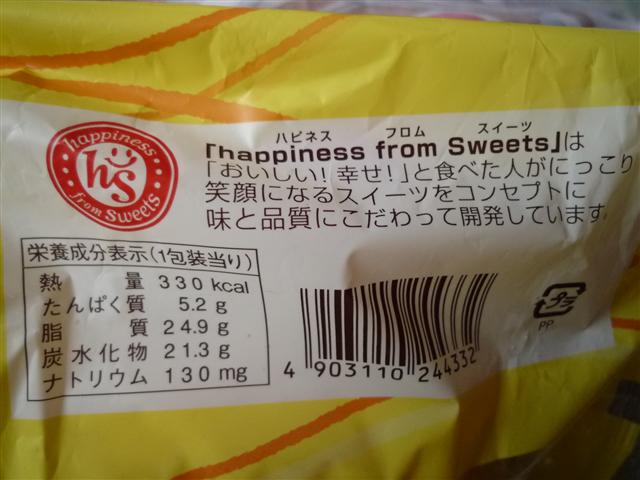 happiness
hs
from Sweets
ハピネス フロム スイーツ
「happiness from Sweets」は
「おいしい!幸せ!」と食べた人がにっこり
笑顔になるスイーツをコンセプトに
味と品質にこだわって開発しています。
栄養成分表示(1包装当り)
熱量 330 kcal
たんぱく質 5.2 g
脂質 24.9 g
炭水化物 21.3 g
ナトリウム 130 mg
4 903110 244332
プラ
PP